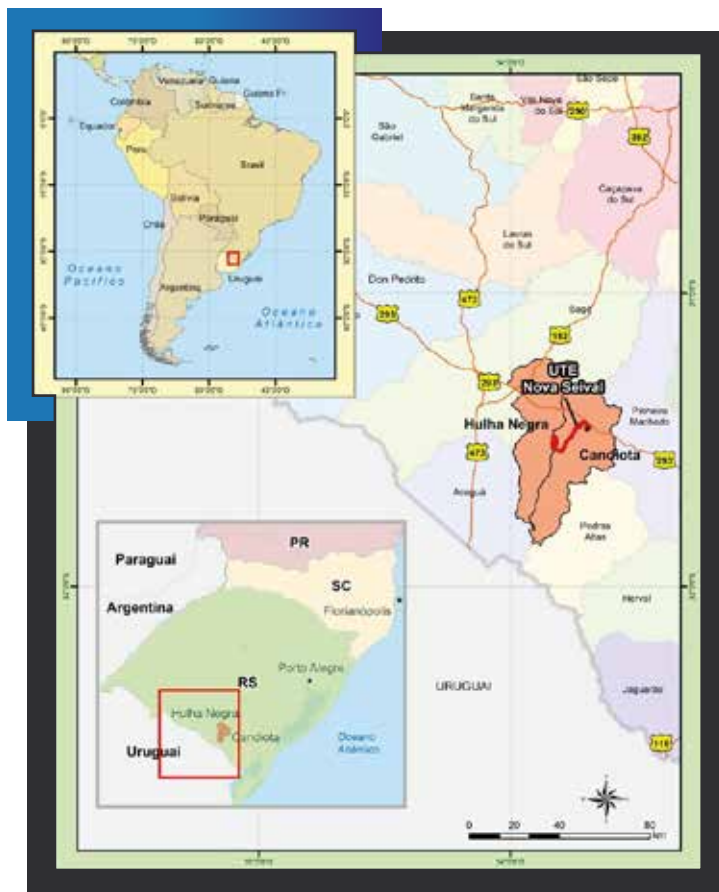 Venezuela
Guiana
Guiana Fr
Suriname
Colômbia
Equador
Peru
Brasil
Bolívia
Paraguai
Chile
Argentina
Uruguai
Oceano
Pacífico
Oceano
Atlântico
São Sepé
Santa
Margarida
do Sul
Vila Nova
do Sul
290
São
Gabriel
392
Caçapava
do Sul
Lavras
do Sul
Dom Pedrito
473
293
Bagé
153
UTE
Nova Seival
293
Hulha Negra
Pinheiro
Machado
Candiota
473
293
Aceguá
Pedras
Altas
Herval
URUGUAI
Jaguarão
116
PR
Paraguai
SC
Argentina
Florianópolis
RS
Porto Alegre
Hulha Negra
Candiota
Uruguai
Oceano
Atlântico
0 20 40 80
km